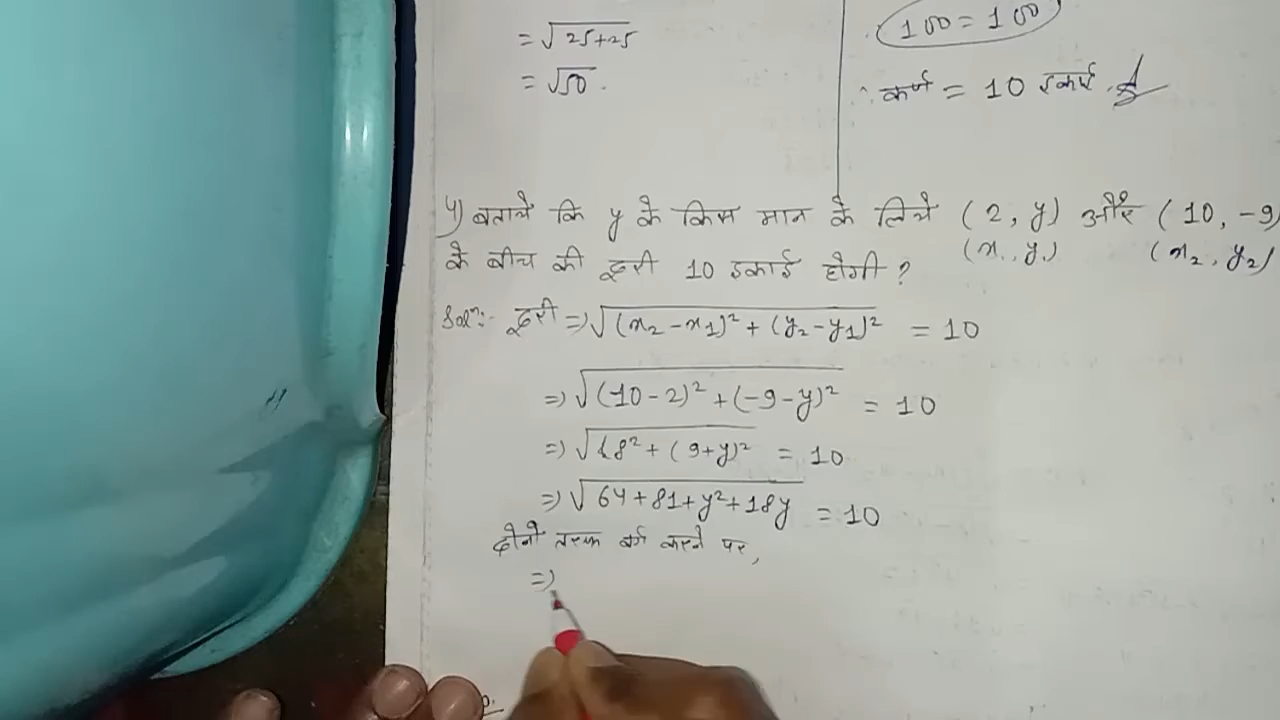 = √25+25
= √50.
100 = 100
∴ कर्ण = 10 इकाई
4) बताये कि y के किस मान के लिये (2, y) और (10, -9)
(x₁, y₁) (x₂, y₂)
के बीच की दूरी 10 इकाई होगी ?
Solⁿ:- दूरी => √(x₂-x₁)² + (y₂-y₁)² = 10
=> √(10-2)² + (-9-y)² = 10
=> √8² + (9+y)² = 10
=> √64+81+y²+18y = 10
दोनों तरफ वर्ग करने पर,
=>